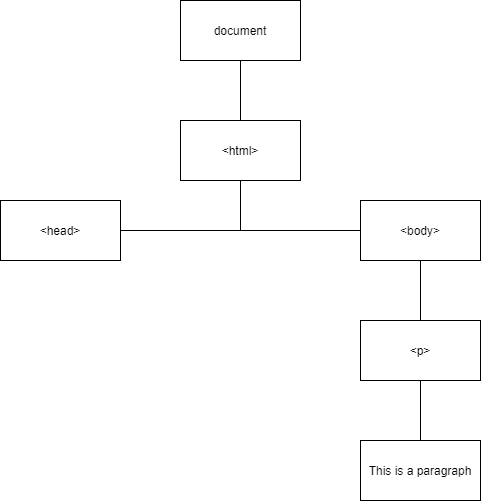 document
<html>
<head>
<body>
<p>
This is a paragraph